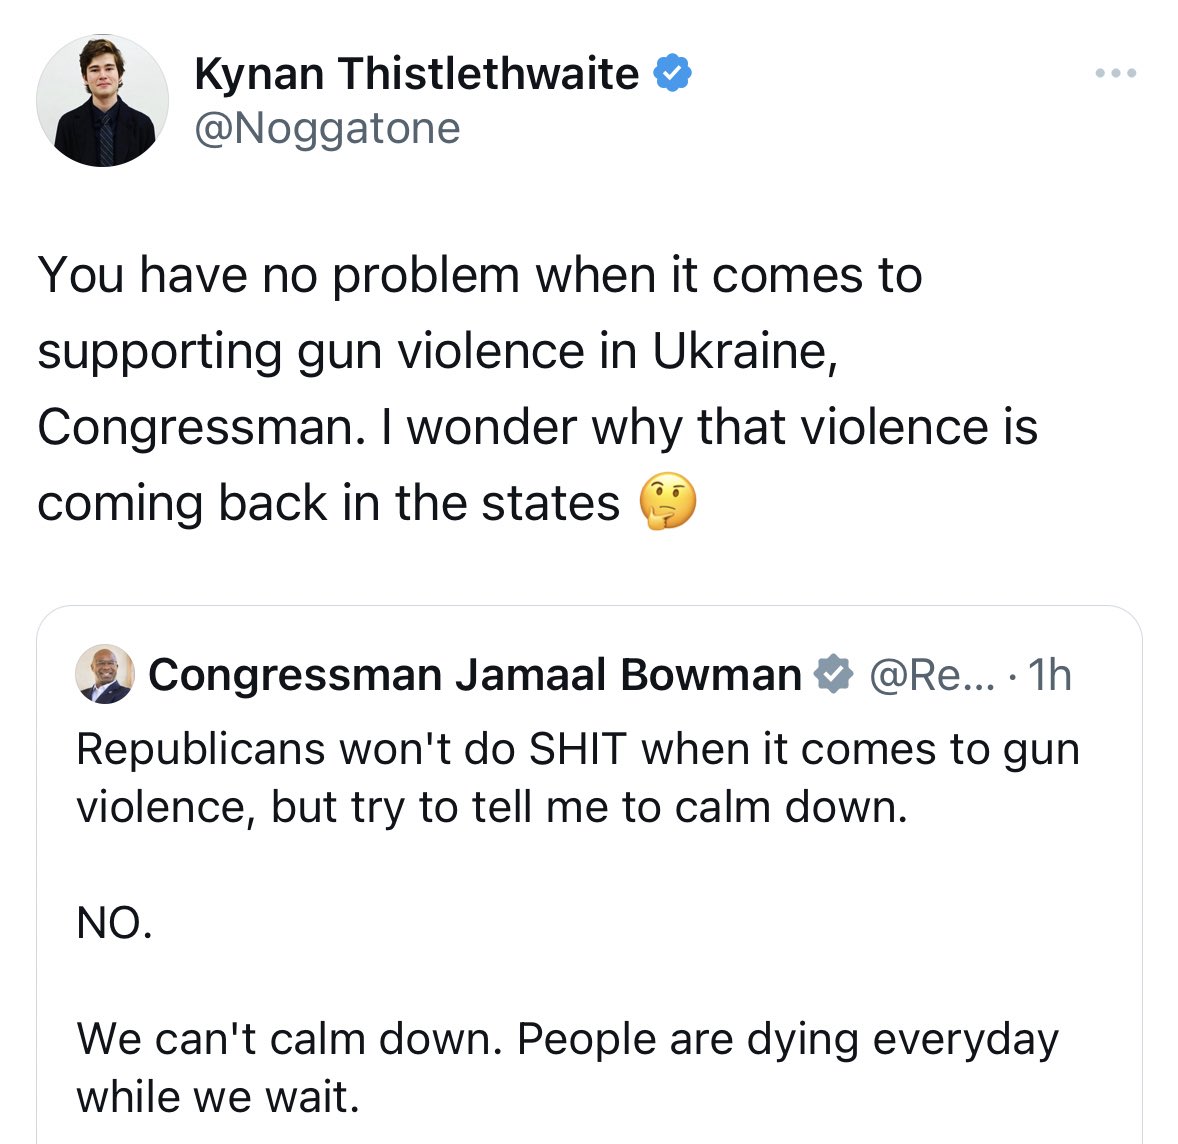 Kynan Thistlethwaite
@Noggatone
You have no problem when it comes to
supporting gun violence in Ukraine,
Congressman. I wonder why that violence is
coming back in the states 🤔
Congressman Jamaal Bowman @Re... · 1h
Republicans won't do SHIT when it comes to gun
violence, but try to tell me to calm down.
NO.
We can't calm down. People are dying everyday
while we wait.